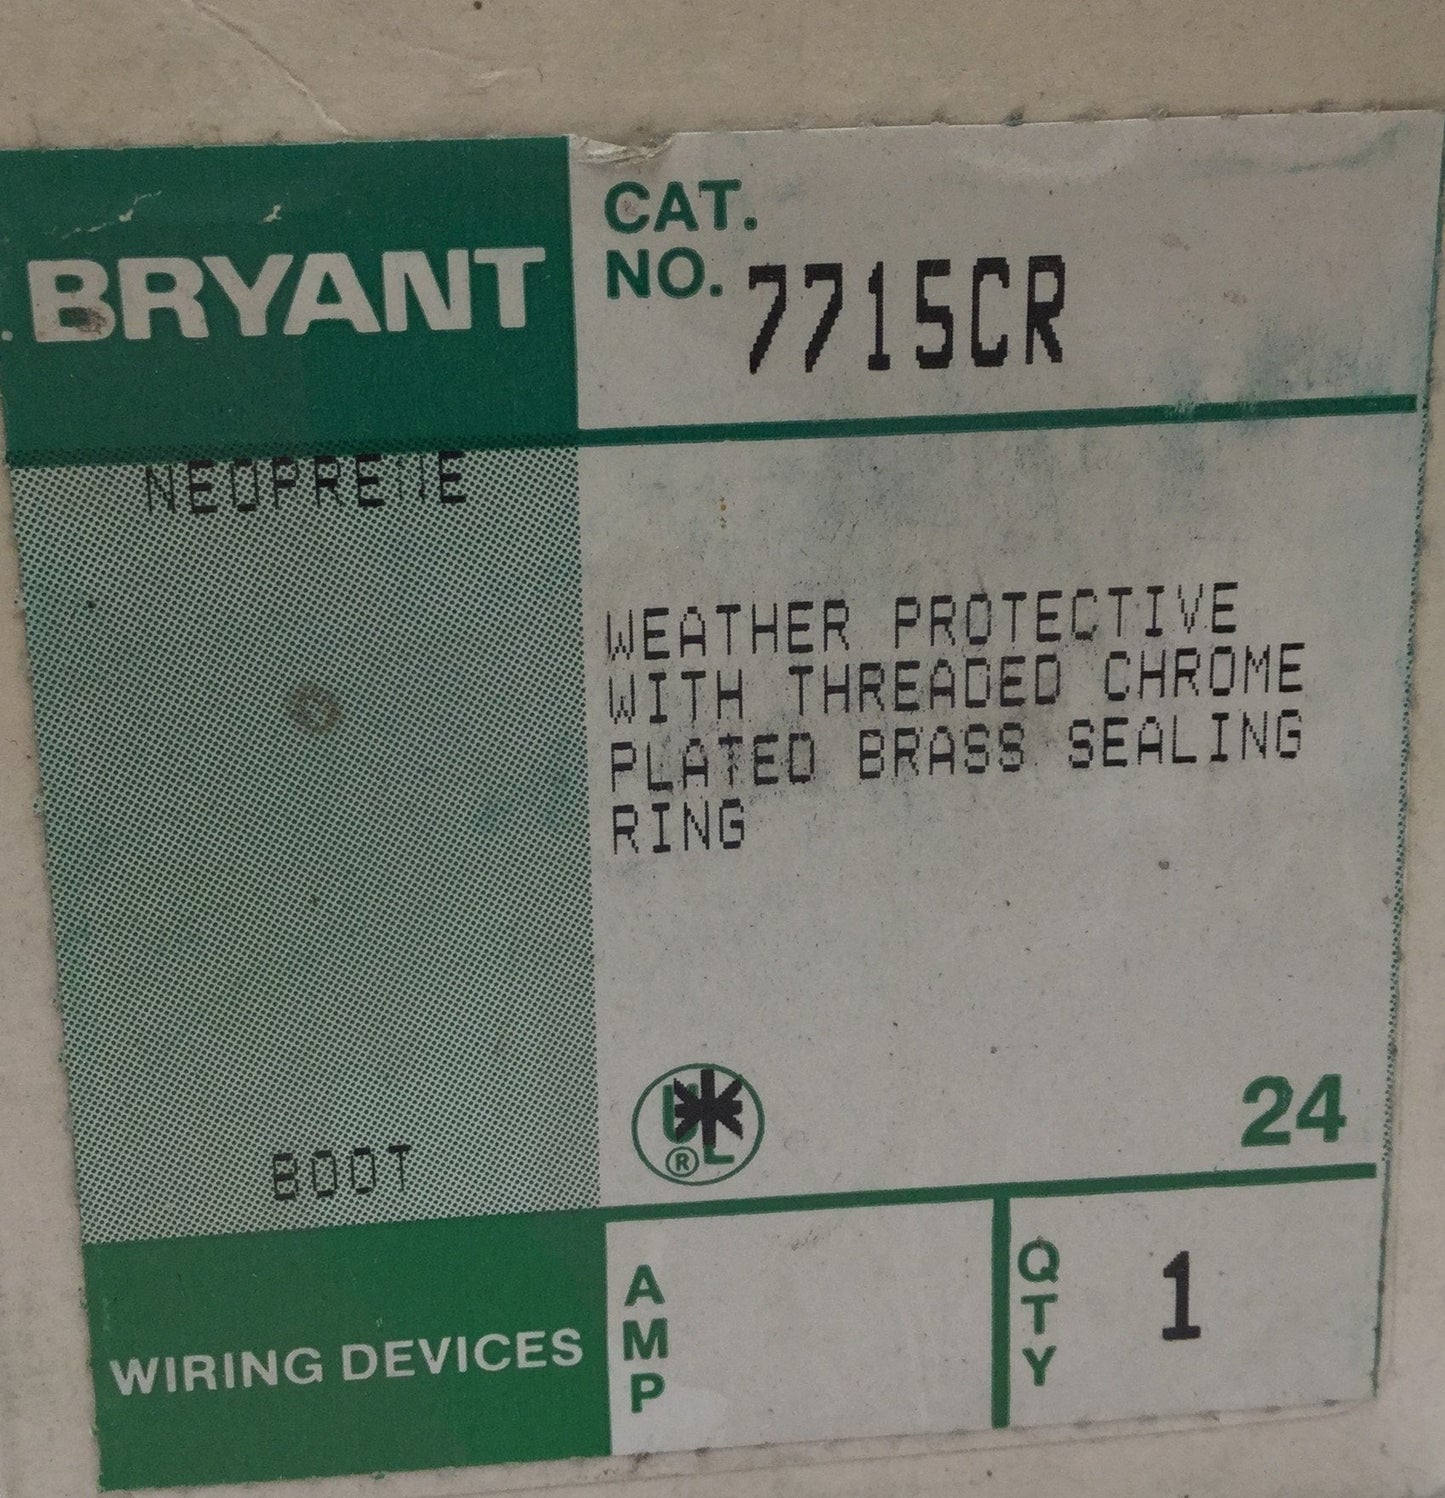 BRYANT
CAT.
NO. 7715CR
NEOPRENE
WEATHER PROTECTIVE
WITH THREADED CHROME
PLATED BRASS SEALING
RING
BOOT
UL
®
24
WIRING DEVICES
AMP
QTY 1